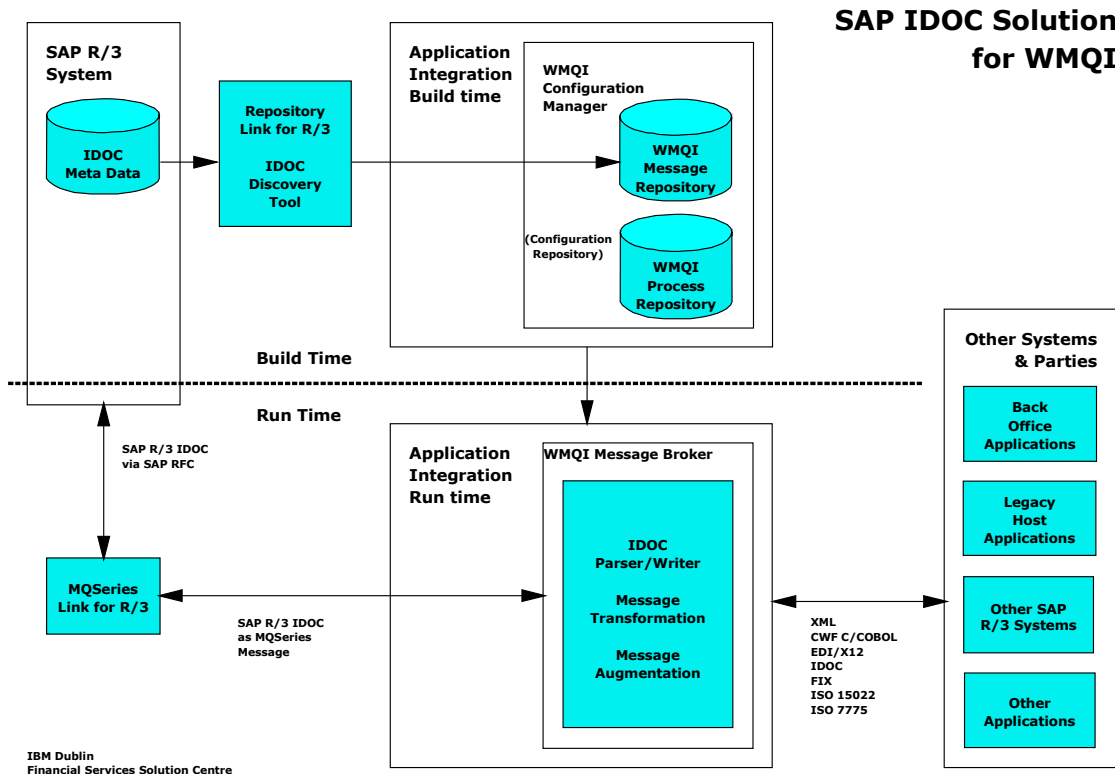 SAP IDOC Solution
for WMQI
SAP R/3
System
IDOC
Meta Data
Repository
Link for R/3
IDOC
Discovery
Tool
Application
Integration
Build time
WMQI
Configuration
Manager
WMQI
Message
Repository
(Configuration
Repository)
WMQI
Process
Repository
Build Time
Run Time
SAP R/3 IDOC
via SAP RFC
MQSeries
Link for R/3
SAP R/3 IDOC
as MQSeries
Message
Application
Integration
Run time
WMQI Message Broker
IDOC
Parser/Writer
Message
Transformation
Message
Augmentation
XML
CWF C/COBOL
EDI/X12
IDOC
FIX
ISO 15022
ISO 7775
Other Systems
& Parties
Back
Office
Applications
Legacy
Host
Applications
Other SAP
R/3 Systems
Other
Applications
IBM Dublin
Financial Services Solution Centre